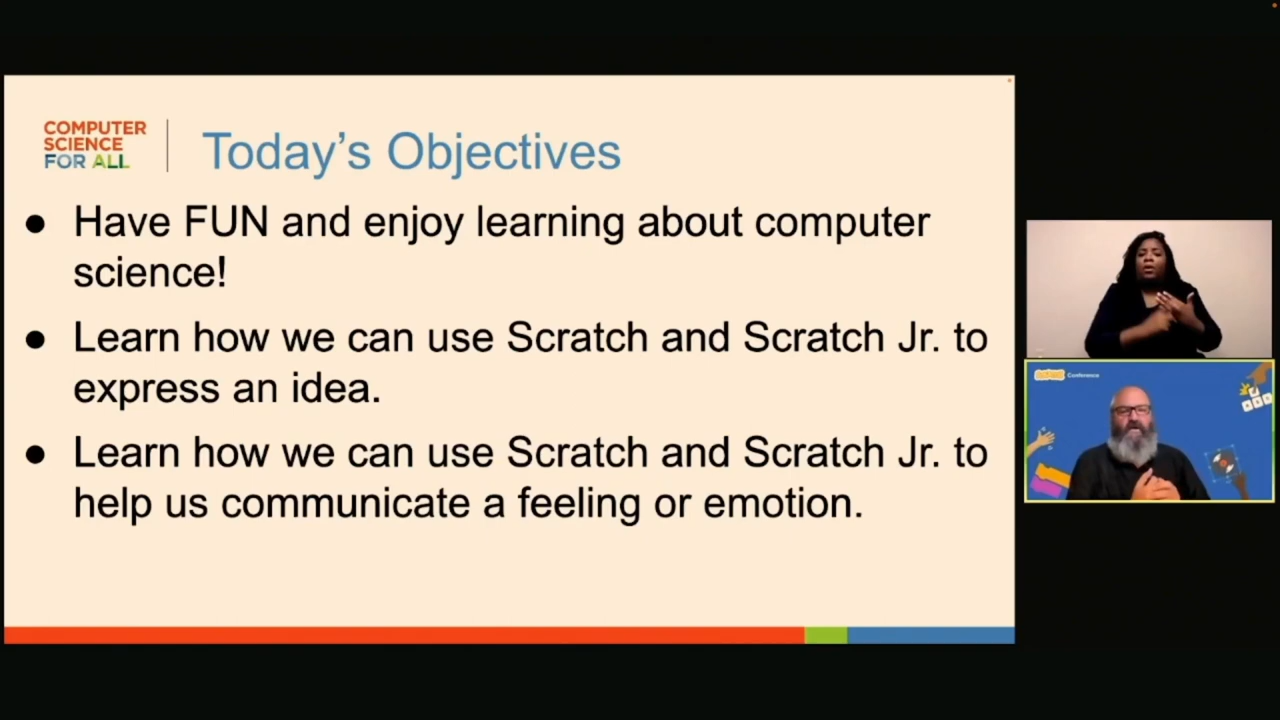 COMPUTER
SCIENCE
FOR ALL
Today's Objectives
● Have FUN and enjoy learning about computer
science!
● Learn how we can use Scratch and Scratch Jr. to
express an idea.
● Learn how we can use Scratch and Scratch Jr. to
help us communicate a feeling or emotion.
Conference